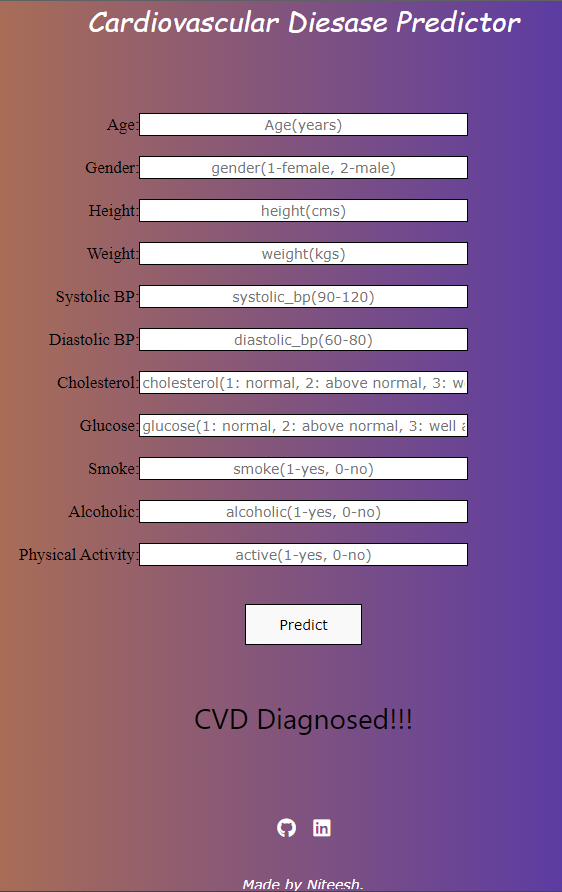 Cardiovascular Diesase Predictor
Age: Age(years)
Gender: gender(1-female, 2-male)
Height: height(cms)
Weight: weight(kgs)
Systolic BP: systolic_bp(90-120)
Diastolic BP: diastolic_bp(60-80)
Cholesterol: cholesterol(1: normal, 2: above normal, 3: w
Glucose: glucose(1: normal, 2: above normal, 3: well
Smoke: smoke(1-yes, 0-no)
Alcoholic: alcoholic(1-yes, 0-no)
Physical Activity: active(1-yes, 0-no)
Predict
CVD Diagnosed!!!
in
Made by Niteesh.